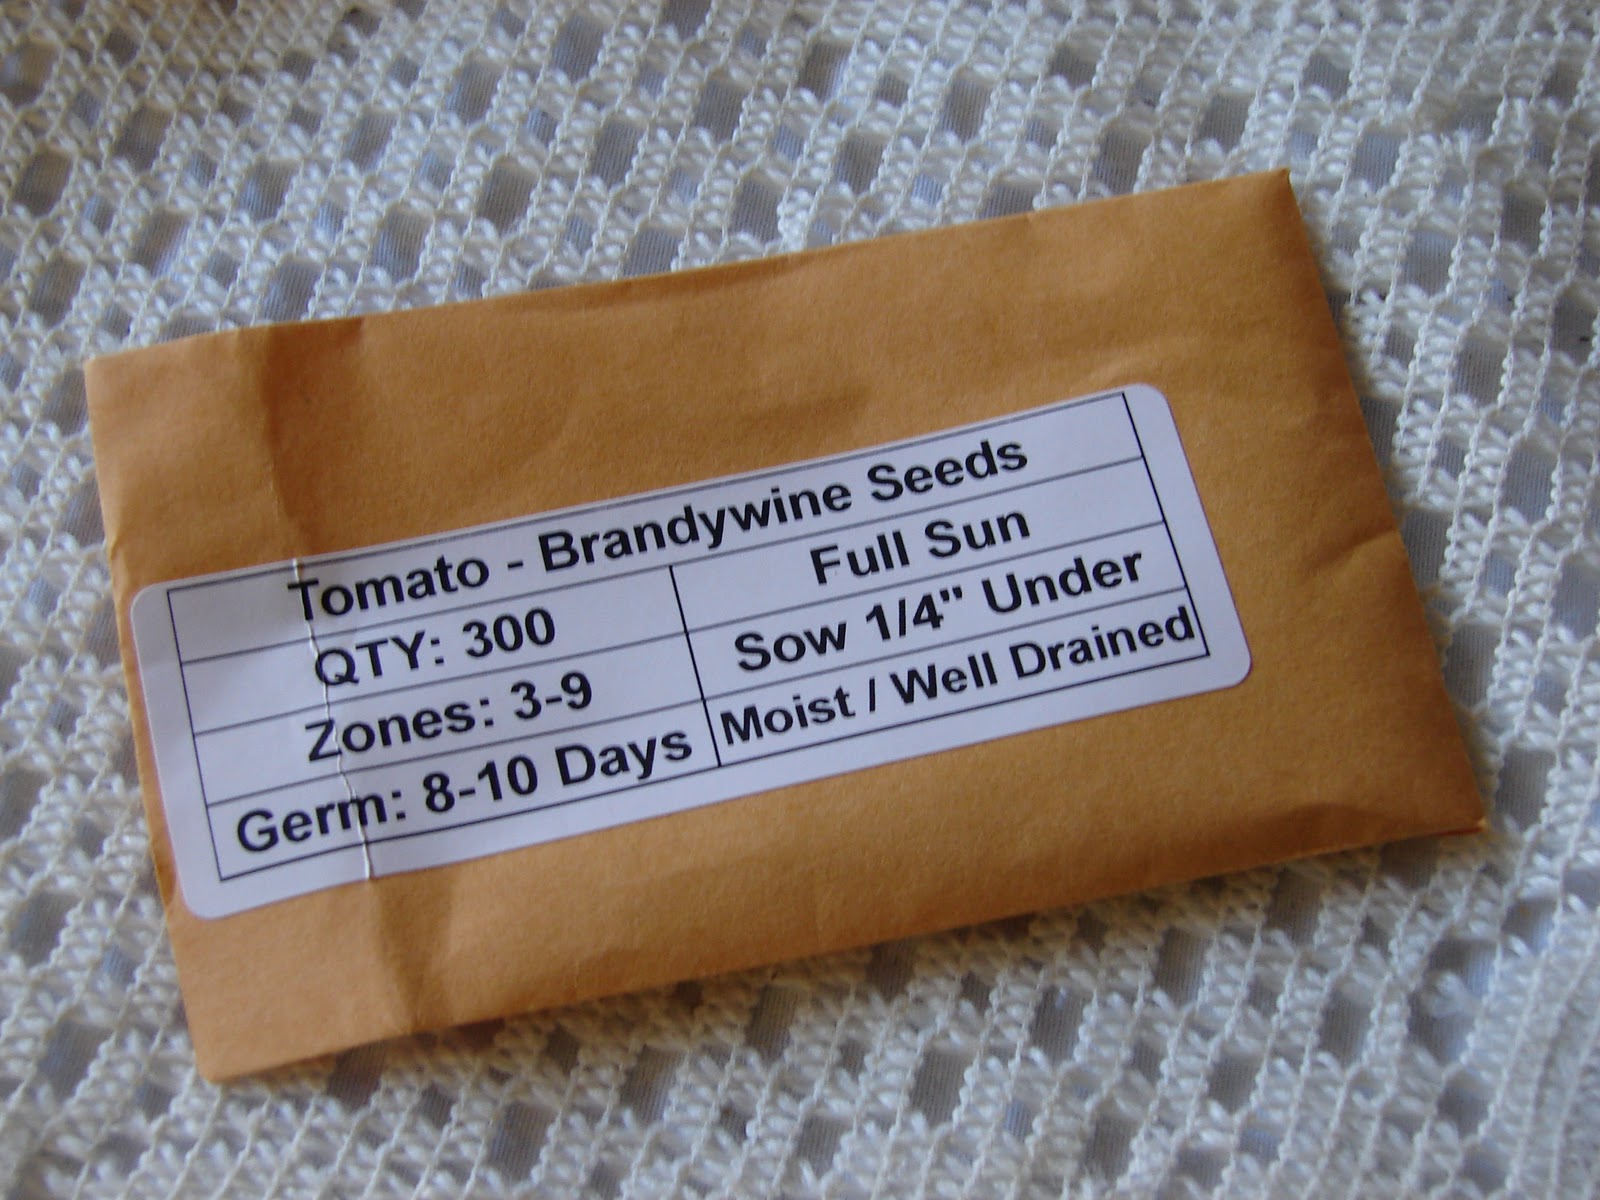 Tomato - Brandywine Seeds
QTY: 300 Full Sun
Zones: 3-9 Sow 1/4" Under
Germ: 8-10 Days Moist / Well Drained